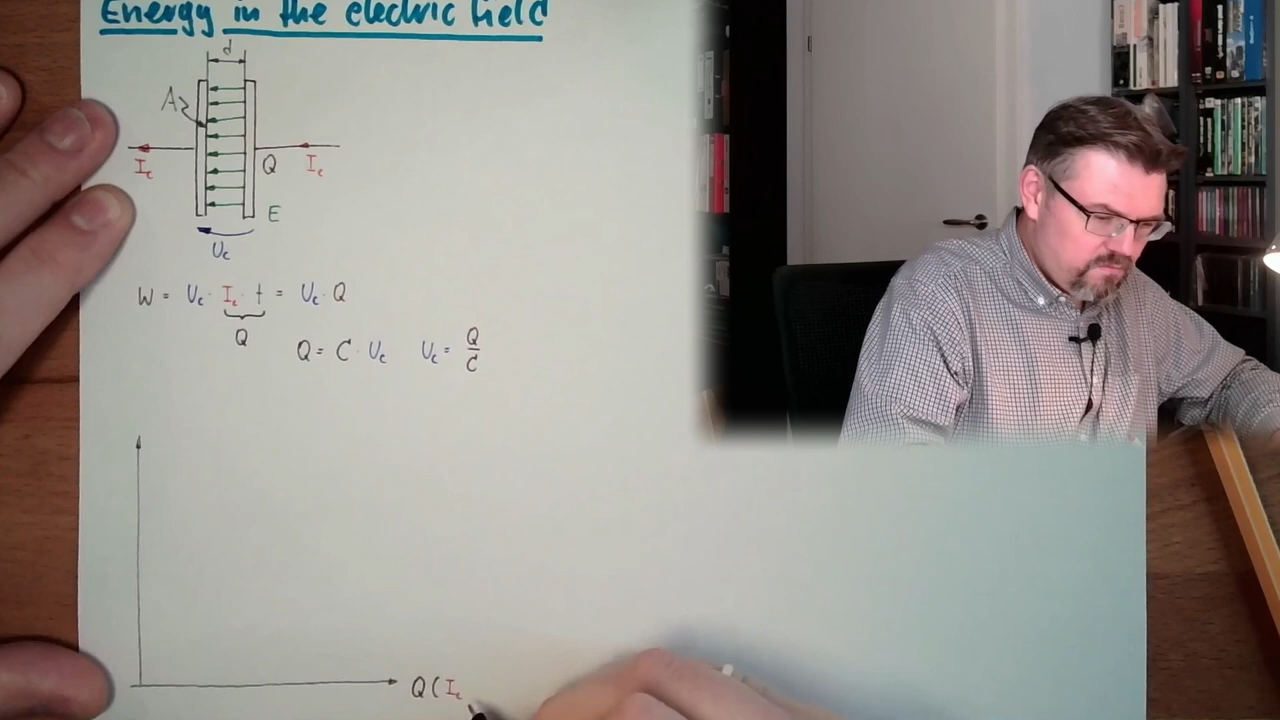 Energy in the electric field
d
A
I_c Q I_c
E
U_c
W = U_c · I_c · t = U_c · Q
Q
Q = C · U_c U_c = Q/C
Q ( I_c